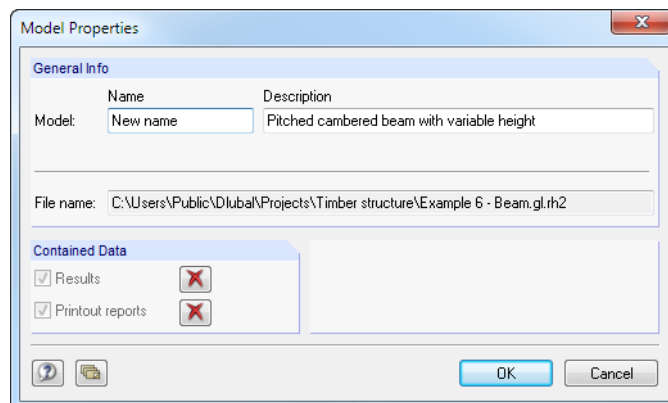 Model Properties
General Info
Name Description
Model: New name Pitched cambered beam with variable height
File name: C:\Users\Public\Dlubal\Projects\Timber structure\Example 6 - Beam.gl.rh2
Contained Data
Results
Printout reports
OK Cancel